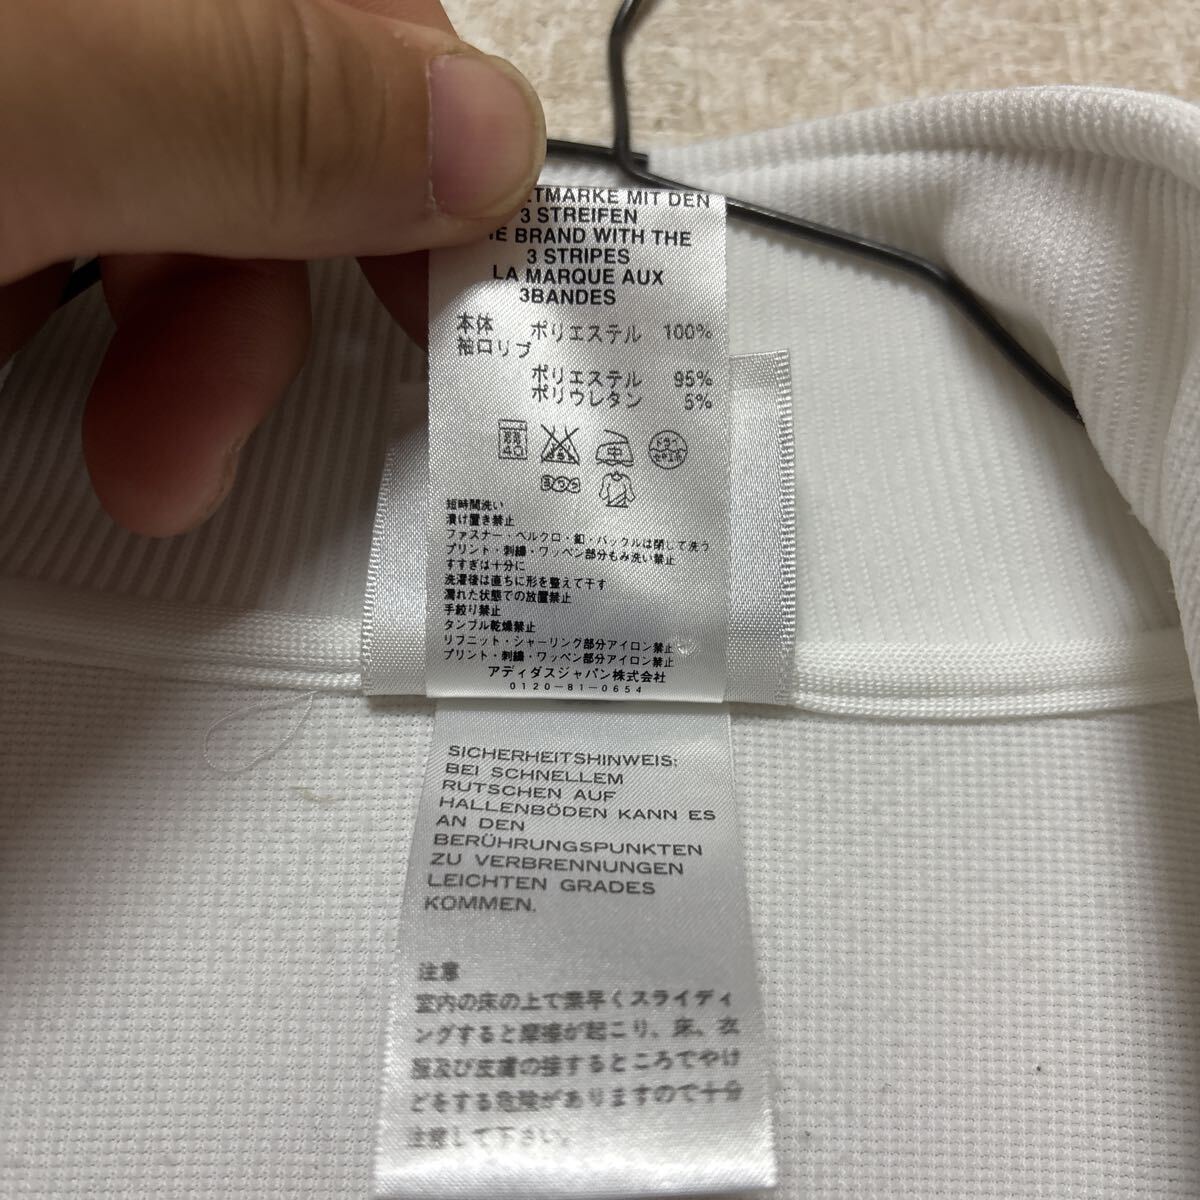 LTMARKE MIT DEN
3 STREIFEN
E BRAND WITH THE
3 STRIPES
LA MARQUE AUX
3BANDES
本体 ポリエステル 100%
袖口リブ
ポリエステル 95%
ポリウレタン 5%
40 中 ドライ
ヨワク
短時間洗い
漬け置き禁止
ファスナー・ベルクロ・釦・バックルは閉じて洗う
プリント・刺繍・ワッペン部分もみ洗い禁止
すすぎは十分に
洗濯後は直ちに形を整えて干す
濡れた状態での放置禁止
手絞り禁止
タンブル乾燥禁止
リブニット・シャーリング部分アイロン禁止
プリント・刺繍・ワッペン部分アイロン禁止
アディダスジャパン株式会社
0120-81-0654
SICHERHEITSHINWEIS:
BEI SCHNELLEM
RUTSCHEN AUF
HALLENBÖDEN KANN ES
AN DEN
BERÜHRUNGSPUNKTEN
ZU VERBRENNUNGEN
LEICHTEN GRADES
KOMMEN.
注意
室内の床の上で素早くスライディ
ングすると摩擦が起こり、床、衣
服及び皮膚の接するところでやけ
どをする危険がありますので十分
注意して下さい。